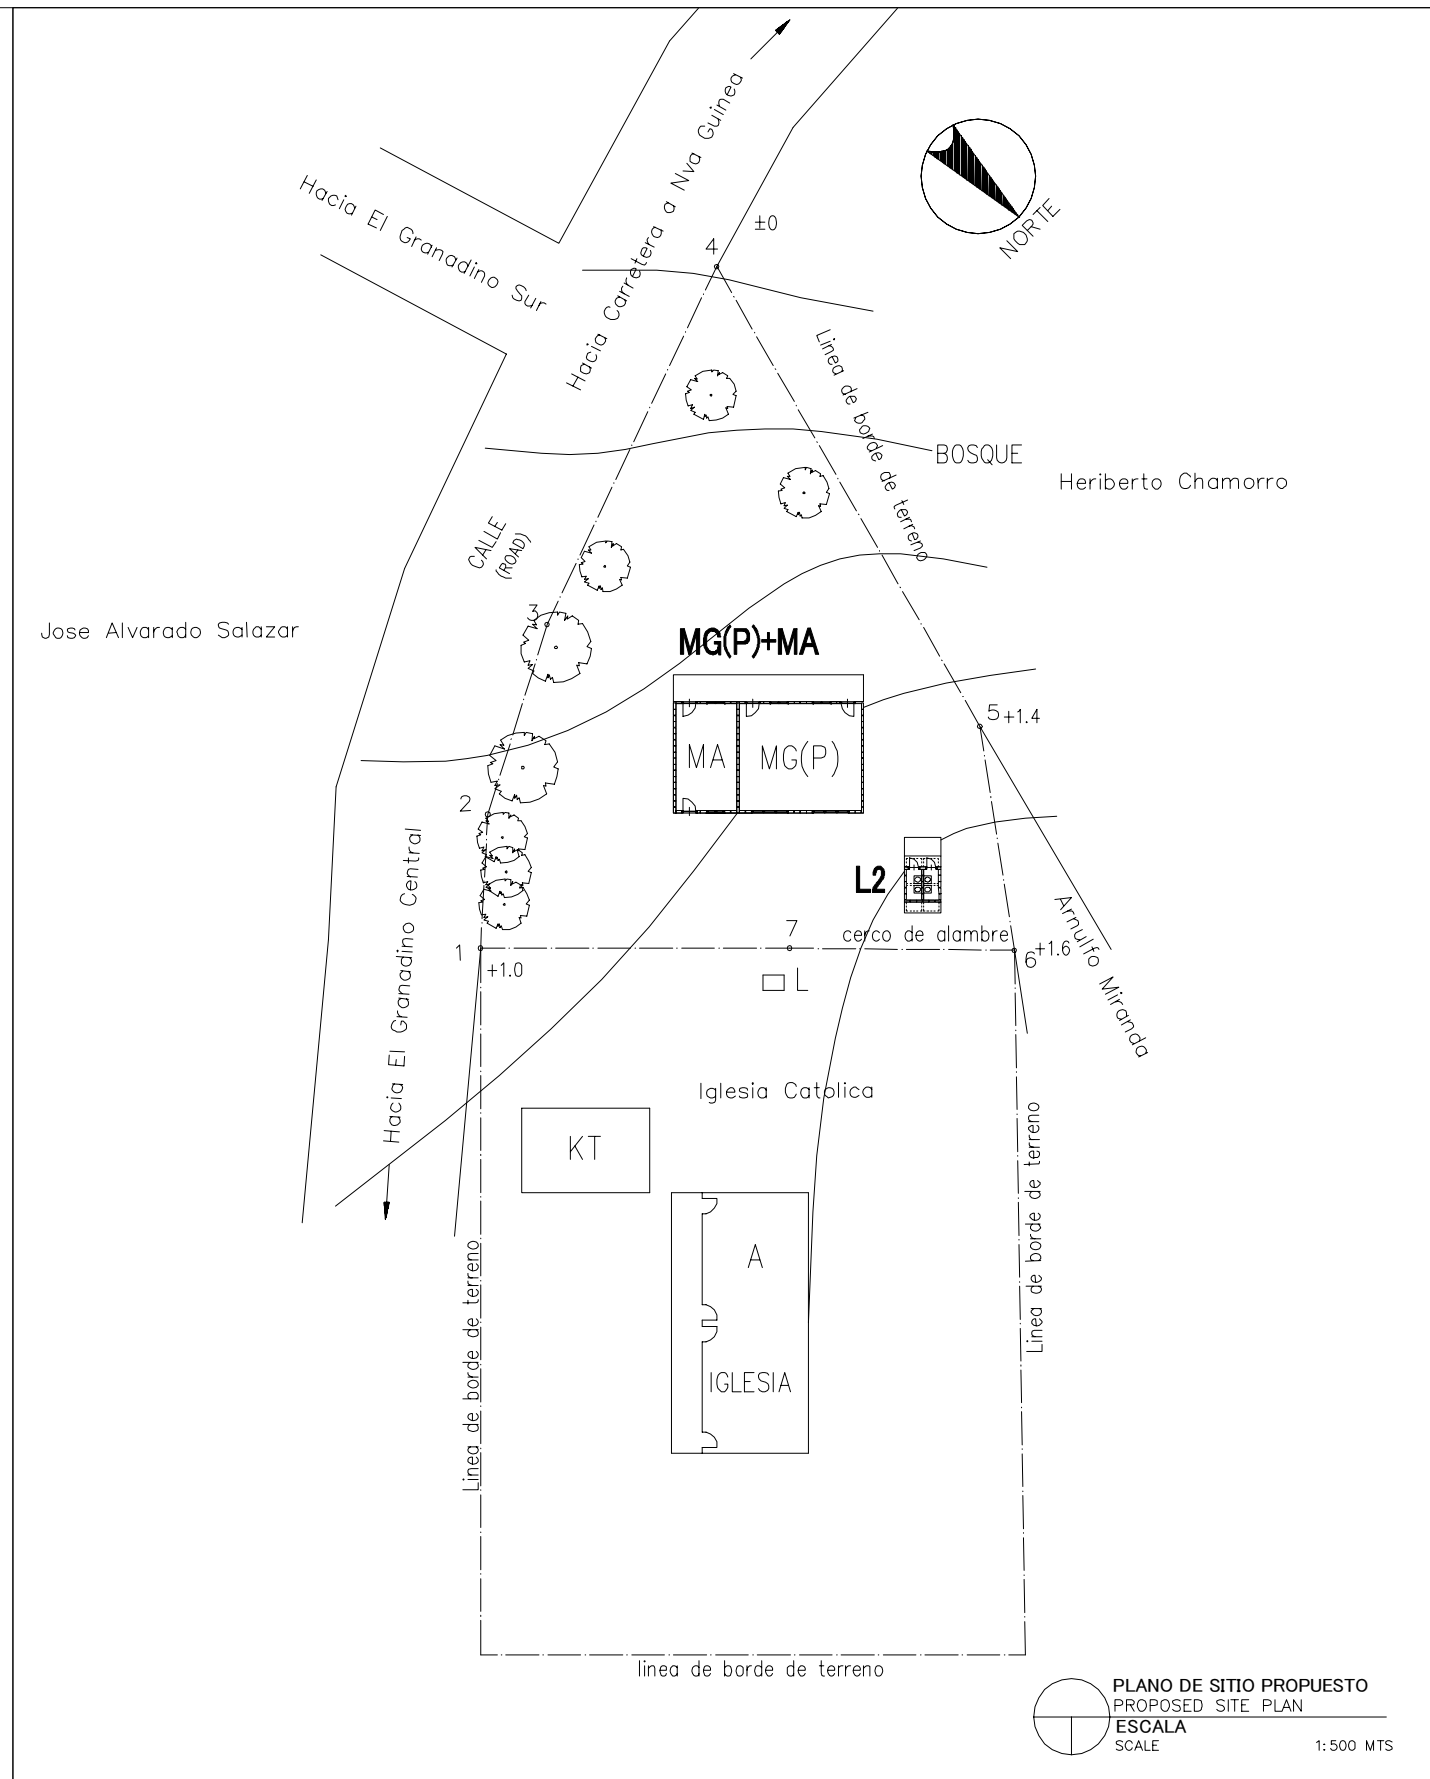 Hacia Carretera a Nva Guinea
Hacia El Granadino Sur
NORTE
±0
4
Linea de borde de terreno
BOSQUE
Heriberto Chamorro
CALLE
(ROAD)
3
Jose Alvarado Salazar
MG(P)+MA
MA
MG(P)
5
+1.4
2
Hacia El Granadino Central
L2
cerco de alambre
7
1
+1.0
6
+1.6
Arnulfo Miranda
L
Iglesia Catolica
KT
A
IGLESIA
Linea de borde de terreno
Linea de borde de terreno
linea de borde de terreno
PLANO DE SITIO PROPUESTO
PROPOSED SITE PLAN
ESCALA
SCALE 1:500 MTS